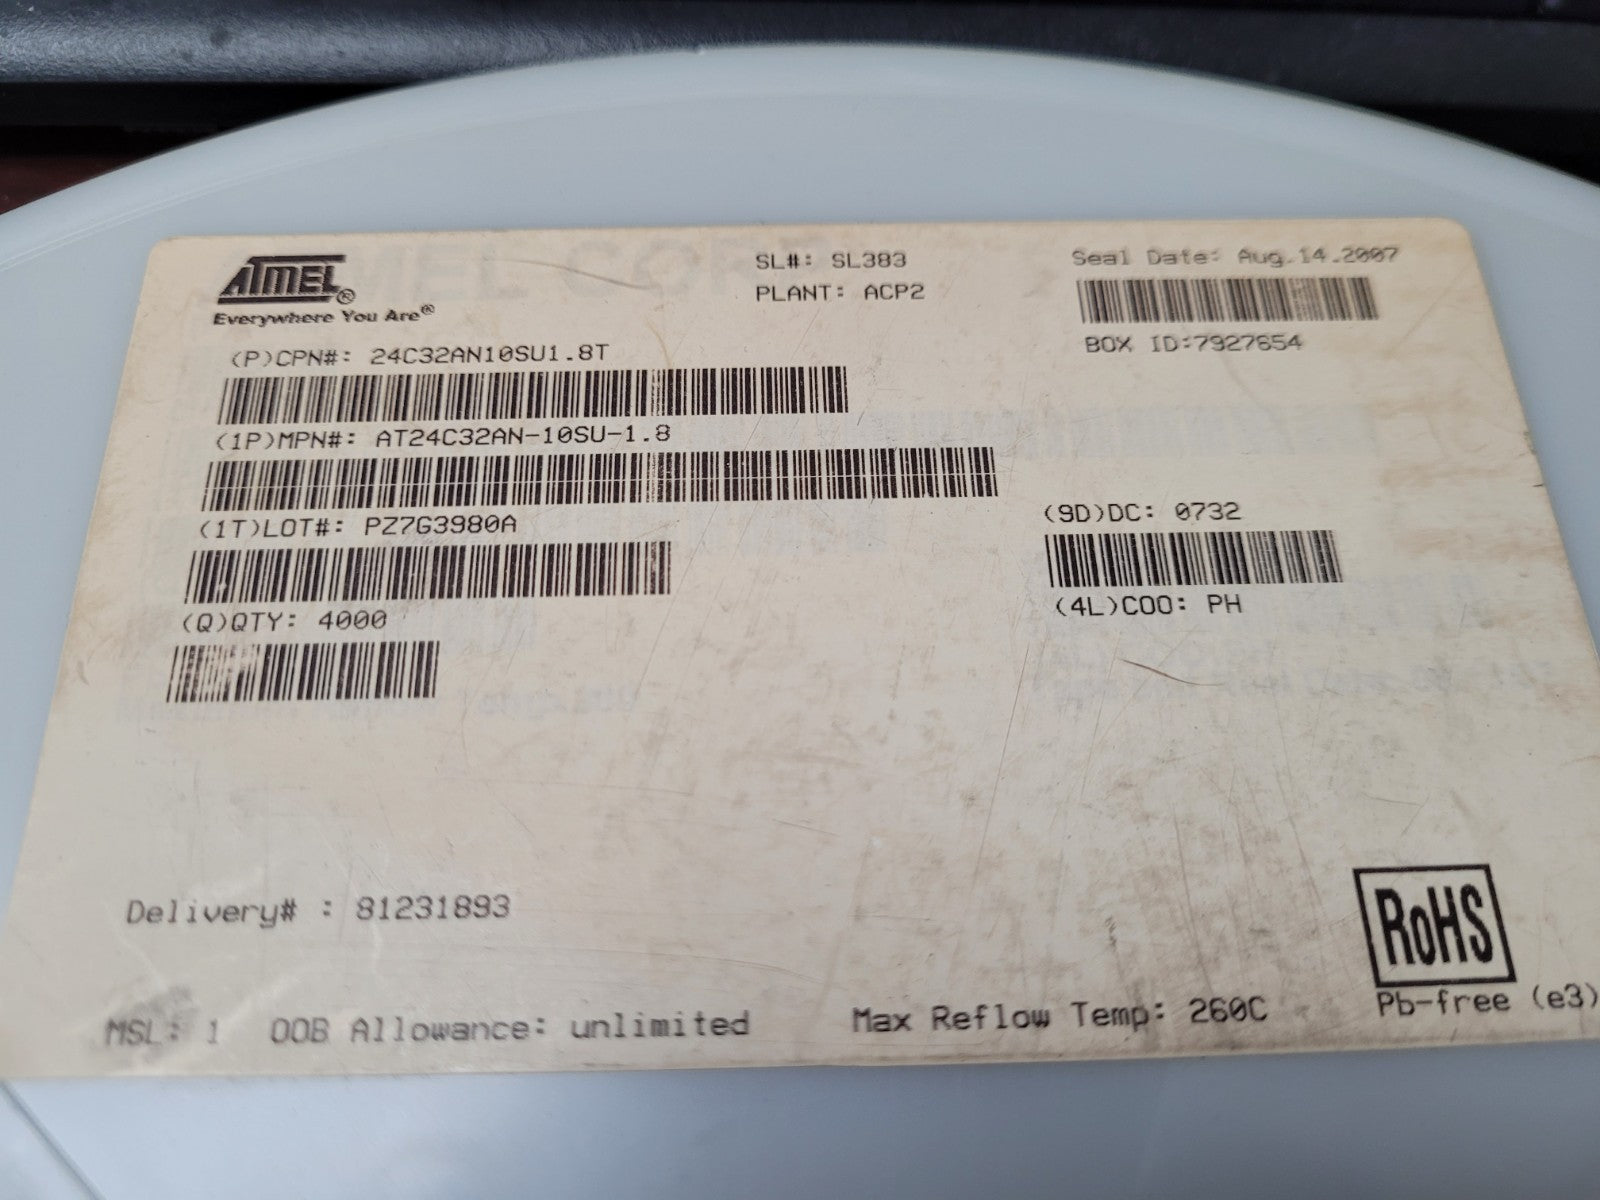 ATMEL®
Everywhere You Are®
SL#: SL383
PLANT: ACP2
Seal Date: Aug.14.2007
BOX ID:7927654
(P)CPN#: 24C32AN10SU1.8T
(1P)MPN#: AT24C32AN-10SU-1.8
(1T)LOT#: PZ7G3980A
(9D)DC: 0732
(Q)QTY: 4000
(4L)COO: PH
Delivery# : 81231893
RoHS
MSL: 1 OOB Allowance: unlimited
Max Reflow Temp: 260C
Pb-free (e3)